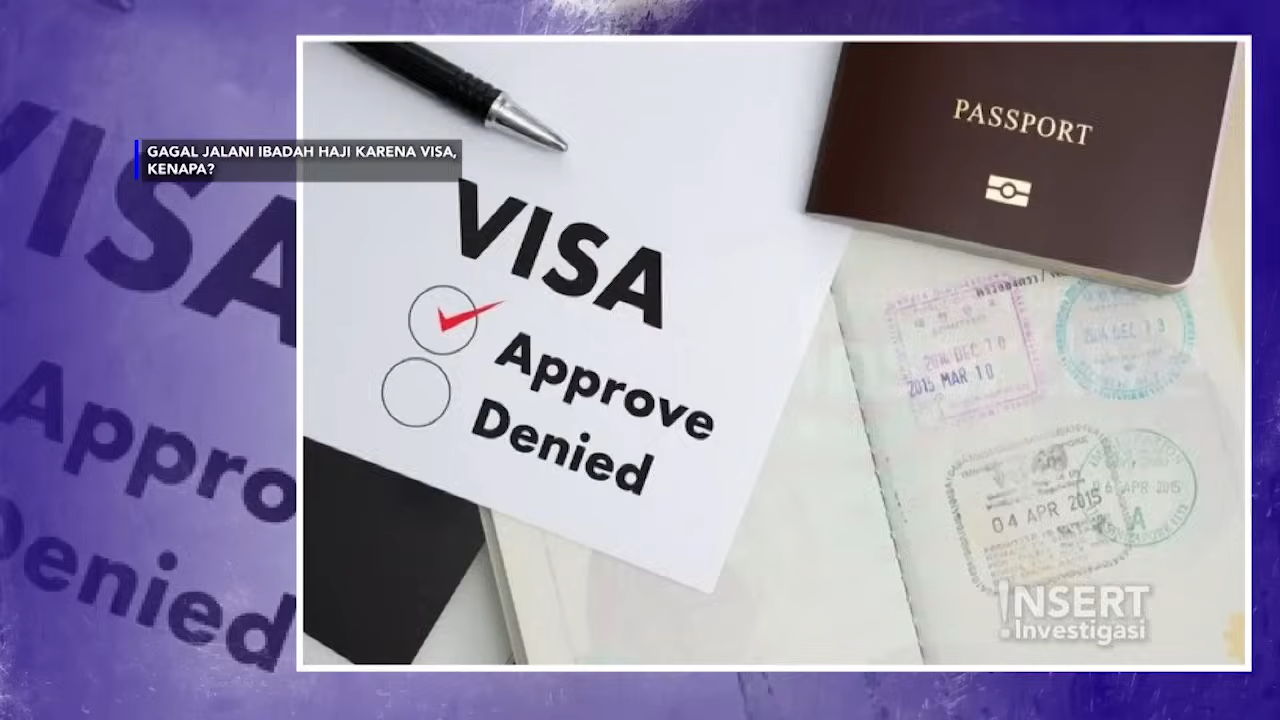 GAGAL JALANI IBADAH HAJI KARENA VISA,
KENAPA?
VISA
Approve
Denied
PASSPORT
2014 DEC 10
2015 MAR 10
04 APR 2015
06 APR 2015
A
INSERT
Investigasi
VISA
Appro
Denied